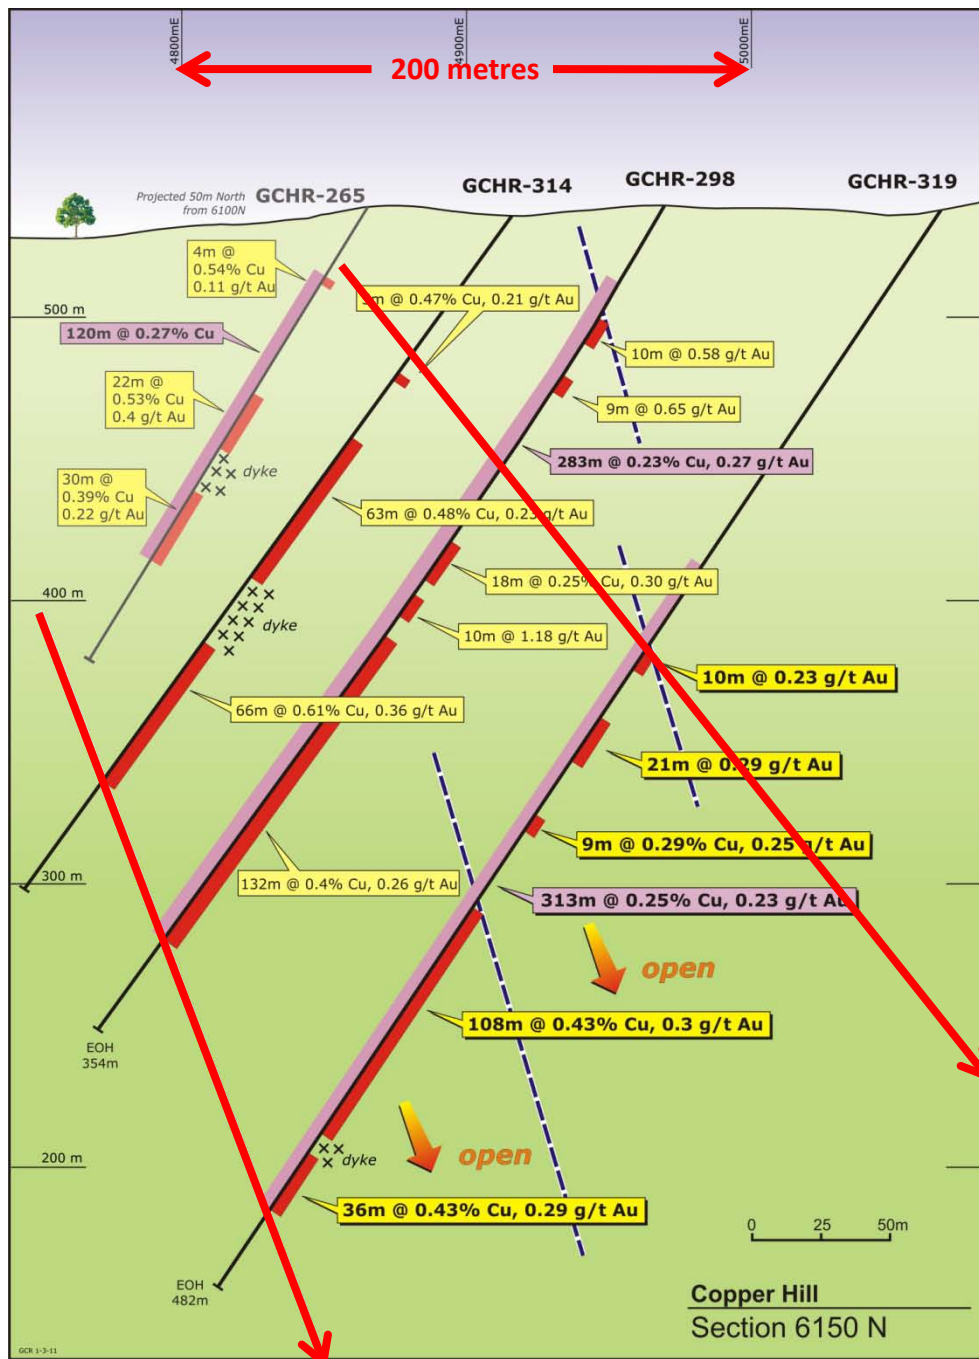 4800mE
4900mE
5000mE
200 metres
Projected 50m North
from 6100N
GCHR-265
GCHR-314
GCHR-298
GCHR-319
4m @
0.54% Cu
0.11 g/t Au
@ 0.47% Cu, 0.21 g/t Au
500 m
120m @ 0.27% Cu
10m @ 0.58 g/t Au
22m @
0.53% Cu
0.4 g/t Au
9m @ 0.65 g/t Au
dyke
283m @ 0.23% Cu, 0.27 g/t Au
30m @
0.39% Cu
0.22 g/t Au
63m @ 0.48% Cu, 0.23 g/t Au
18m @ 0.25% Cu, 0.30 g/t Au
400 m
dyke
10m @ 1.18 g/t Au
10m @ 0.23 g/t Au
66m @ 0.61% Cu, 0.36 g/t Au
21m @ 0.29 g/t Au
9m @ 0.29% Cu, 0.25 g/t Au
300 m
132m @ 0.4% Cu, 0.26 g/t Au
313m @ 0.25% Cu, 0.23 g/t Au
open
108m @ 0.43% Cu, 0.3 g/t Au
EOH
354m
200 m
dyke
open
36m @ 0.43% Cu, 0.29 g/t Au
0 25 50m
EOH
482m
Copper Hill
Section 6150 N
GCR 1-3-11